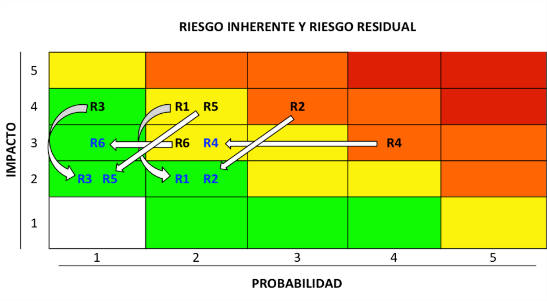 RIESGO INHERENTE Y RIESGO RESIDUAL
IMPACTO
5
4 R3 R1 R5 R2
3 R6 R6 R4 R4
2 R3 R5 R1 R2
1
1 2 3 4 5
PROBABILIDAD